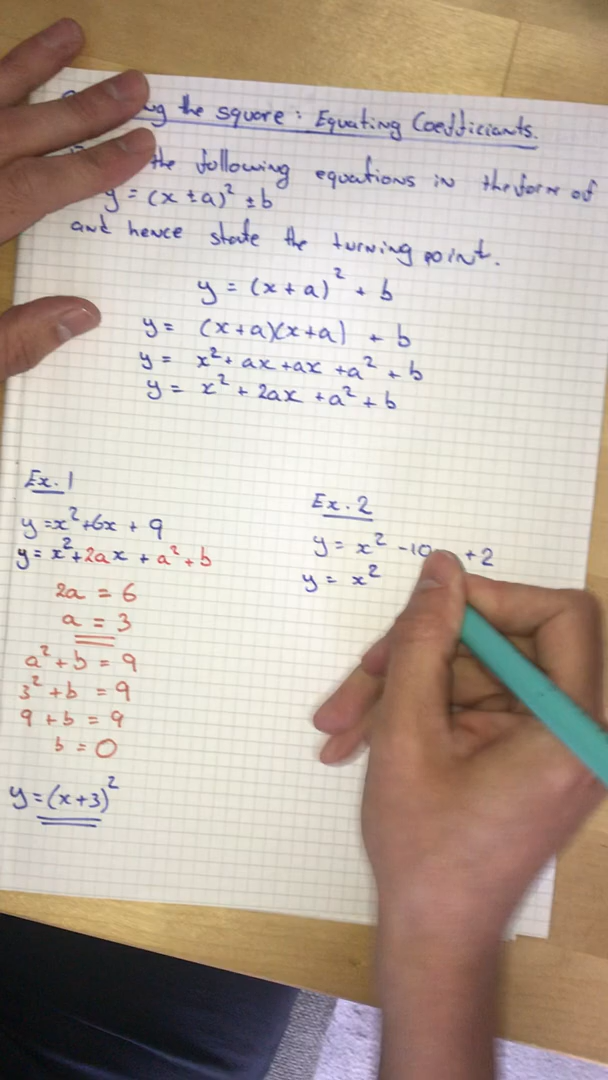 the square: Equating Coefficients.
the following equations in the form of
y = (x ± a)² ± b
and hence state the turning point.
y = (x + a)² + b
y = (x+a)(x+a) + b
y = x² + ax + ax + a² + b
y = x² + 2ax + a² + b
Ex. 1
y = x² + 6x + 9
y = x² + 2ax + a² + b
2a = 6
a = 3
a² + b = 9
3² + b = 9
9 + b = 9
b = 0
y = (x+3)²
Ex. 2
y = x² - 10 + 2
y = x²